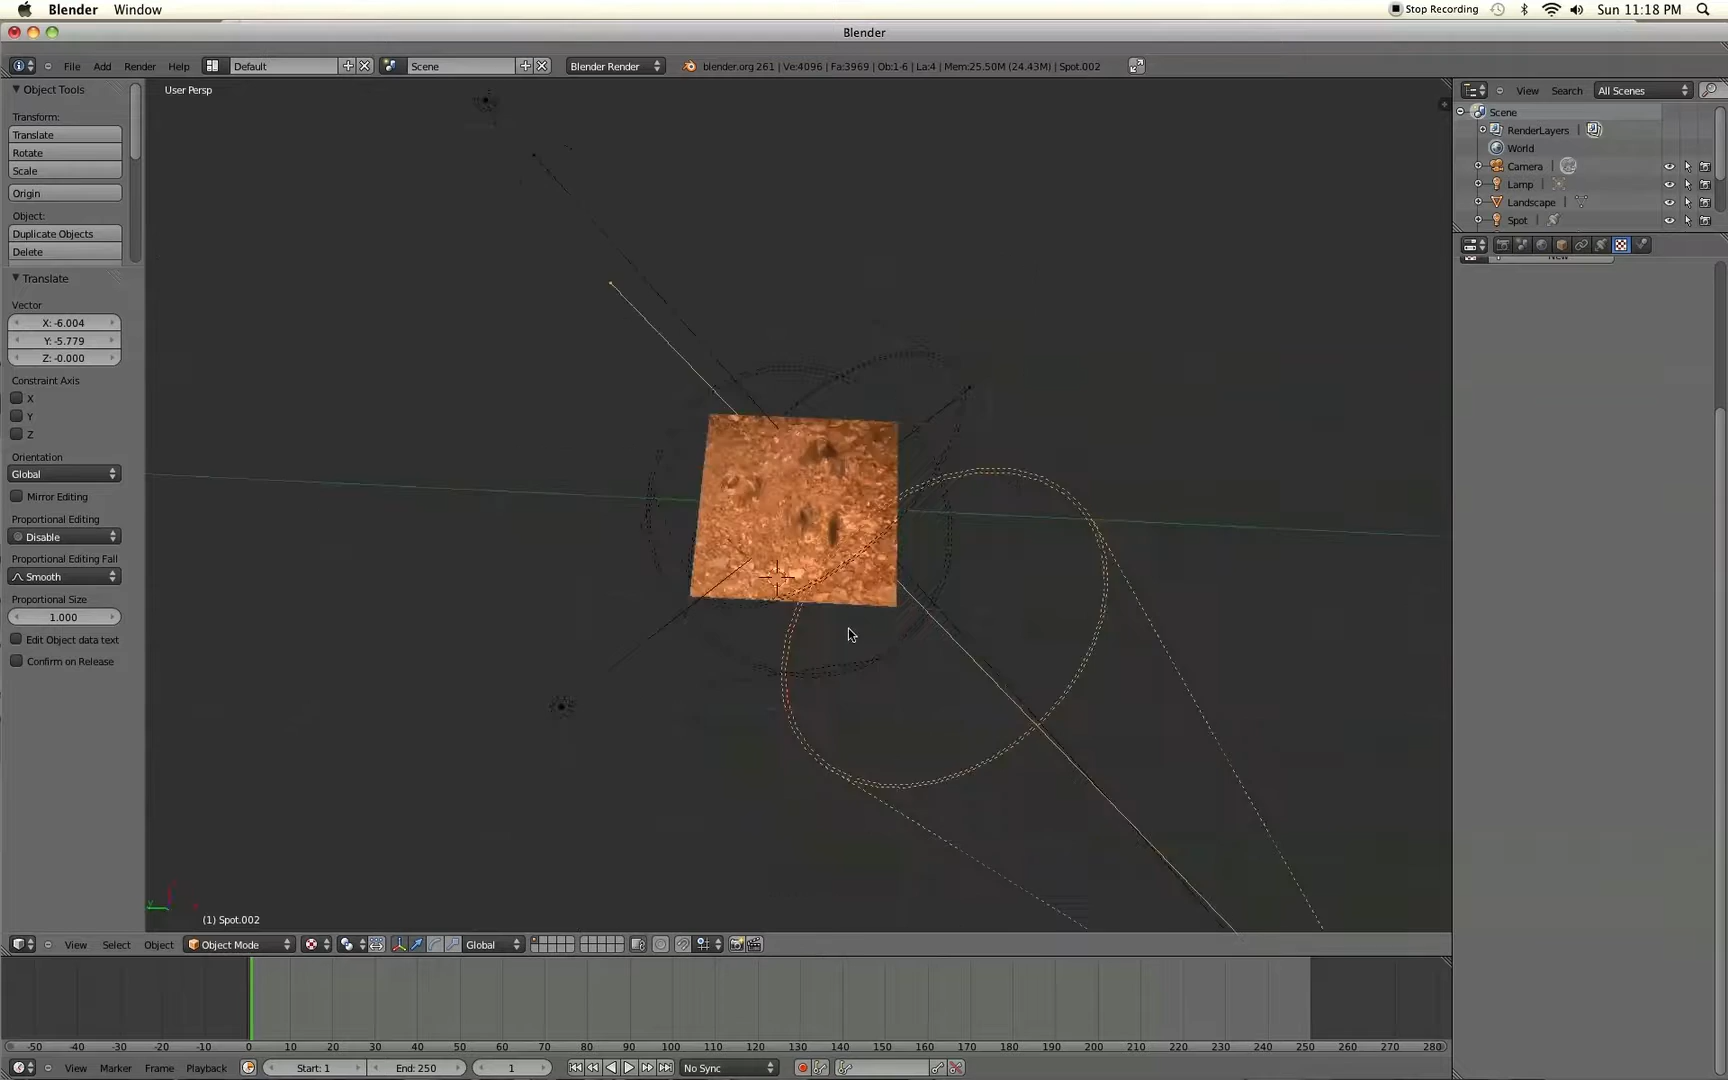 Blender Window Stop Recording Sun 11:18 PM
Blender
File Add Render Help Default Scene Blender Render blender.org 261 | Ve:4096 | Fa:3969 | Ob:1-6 | La:4 | Mem:25.50M (24.43M) | Spot.002
Object Tools
Transform:
Translate
Rotate
Scale
Origin
Object:
Duplicate Objects
Delete
Translate
Vector
X: -6.004
Y: -5.779
Z: -0.000
Constraint Axis
X
Y
Z
Orientation
Global
Mirror Editing
Proportional Editing
Disable
Proportional Editing Fall
Smooth
Proportional Size
1.000
Edit Object data text
Confirm on Release
User Persp
(1) Spot.002
View Search All Scenes
Scene
RenderLayers
World
Camera
Lamp
Landscape
Spot
New
View Select Object Object Mode Global
-50 -40 -30 -20 -10 0 10 20 30 40 50 60 70 80 90 100 110 120 130 140 150 160 170 180 190 200 210 220 230 240 250 260 270 280
View Marker Frame Playback Start: 1 End: 250 1 No Sync